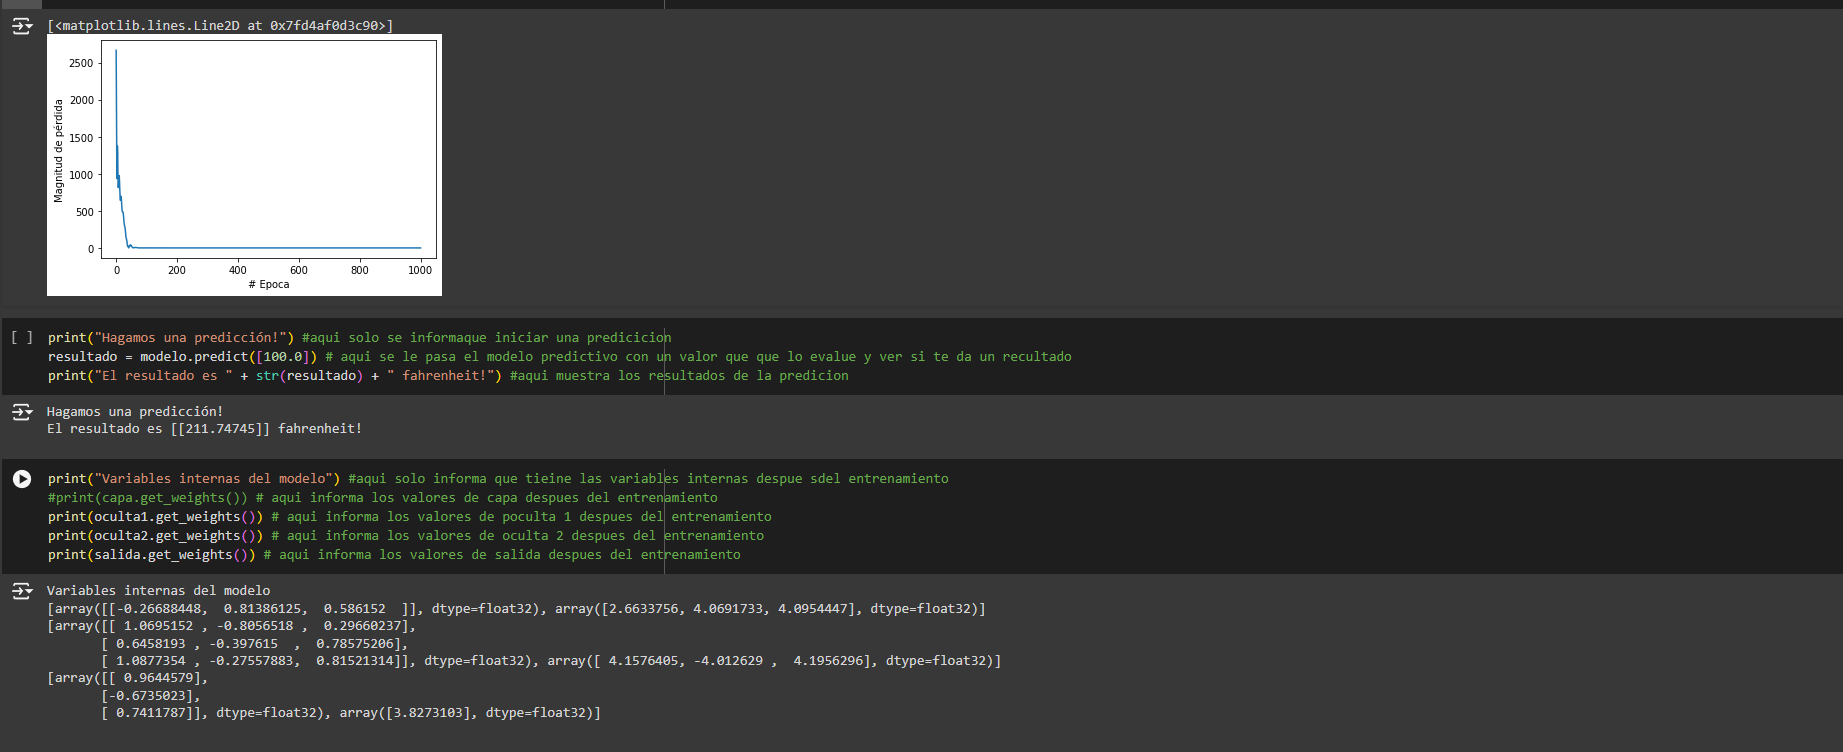 [<matplotlib.lines.Line2D at 0x7fd4af0d3c90>]
2500
2000
1500
1000
500
0
Magnitud de pérdida
0 200 400 600 800 1000
# Epoca
[ ] print("Hagamos una predicción!") #aqui solo se informaque iniciar una predicicion
resultado = modelo.predict([100.0]) # aqui se le pasa el modelo predictivo con un valor que que lo evalue y ver si te da un recultado
print("El resultado es " + str(resultado) + " fahrenheit!") #aqui muestra los resultados de la predicion
Hagamos una predicción!
El resultado es [[211.74745]] fahrenheit!
print("Variables internas del modelo") #aqui solo informa que tieine las variables internas despue sdel entrenamiento
#print(capa.get_weights()) # aqui informa los valores de capa despues del entrenamiento
print(oculta1.get_weights()) # aqui informa los valores de poculta 1 despues del entrenamiento
print(oculta2.get_weights()) # aqui informa los valores de oculta 2 despues del entrenamiento
print(salida.get_weights()) # aqui informa los valores de salida despues del entrenamiento
Variables internas del modelo
[array([[-0.26688448,  0.81386125,  0.586152  ]], dtype=float32), array([2.6633756, 4.0691733, 4.0954447], dtype=float32)]
[array([[ 1.0695152 , -0.8056518 ,  0.29660237],
       [ 0.6458193 , -0.397615  ,  0.78575206],
       [ 1.0877354 , -0.27557883,  0.81521314]], dtype=float32), array([ 4.1576405, -4.012629 ,  4.1956296], dtype=float32)]
[array([[ 0.9644579],
       [-0.6735023],
       [ 0.7411787]], dtype=float32), array([3.8273103], dtype=float32)]